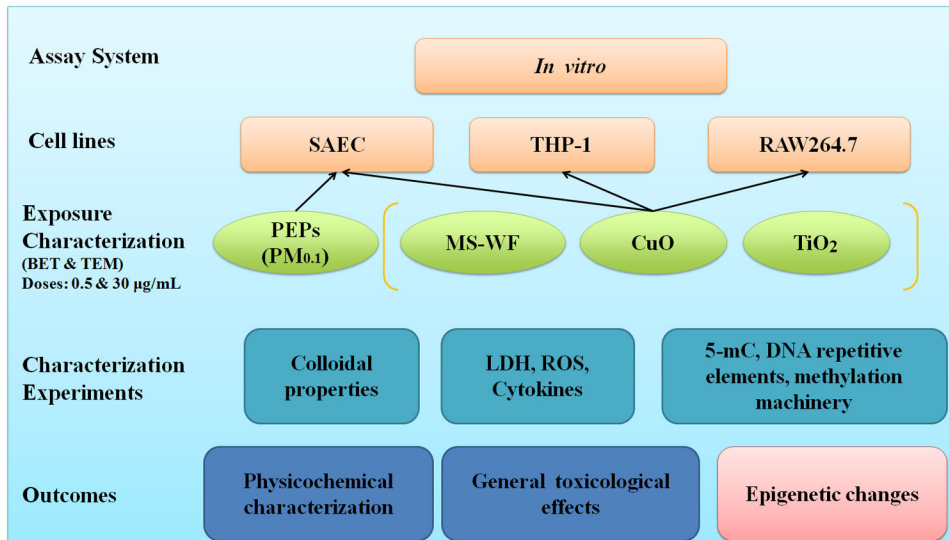 Assay System
In vitro
Cell lines
SAEC
THP-1
RAW264.7
Exposure
Characterization
(BET & TEM)
Doses: 0.5 & 30 µg/mL
PEPs
(PM0.1)
MS-WF
CuO
TiO2
Characterization
Experiments
Colloidal
properties
LDH, ROS,
Cytokines
5-mC, DNA repetitive
elements, methylation
machinery
Outcomes
Physicochemical
characterization
General toxicological
effects
Epigenetic changes